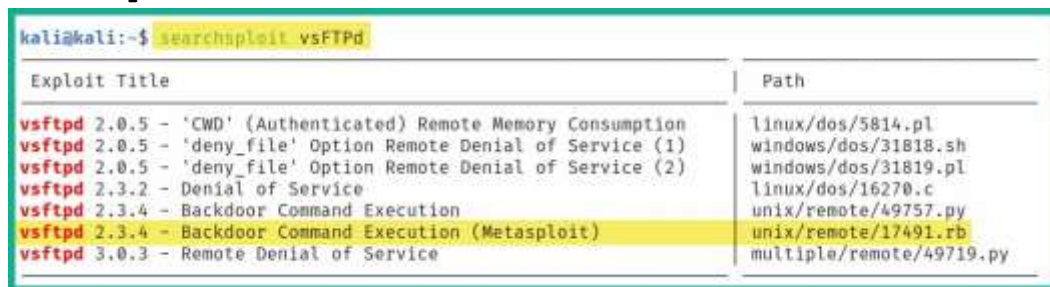 kali@kali:~$ searchsploit vsFTPd
Exploit Title | Path
vsftpd 2.0.5 - 'CWD' (Authenticated) Remote Memory Consumption | linux/dos/5814.pl
vsftpd 2.0.5 - 'deny_file' Option Remote Denial of Service (1) | windows/dos/31818.sh
vsftpd 2.0.5 - 'deny_file' Option Remote Denial of Service (2) | windows/dos/31819.pl
vsftpd 2.3.2 - Denial of Service | linux/dos/16270.c
vsftpd 2.3.4 - Backdoor Command Execution | unix/remote/49757.py
vsftpd 2.3.4 - Backdoor Command Execution (Metasploit) | unix/remote/17491.rb
vsftpd 3.0.3 - Remote Denial of Service | multiple/remote/49719.py